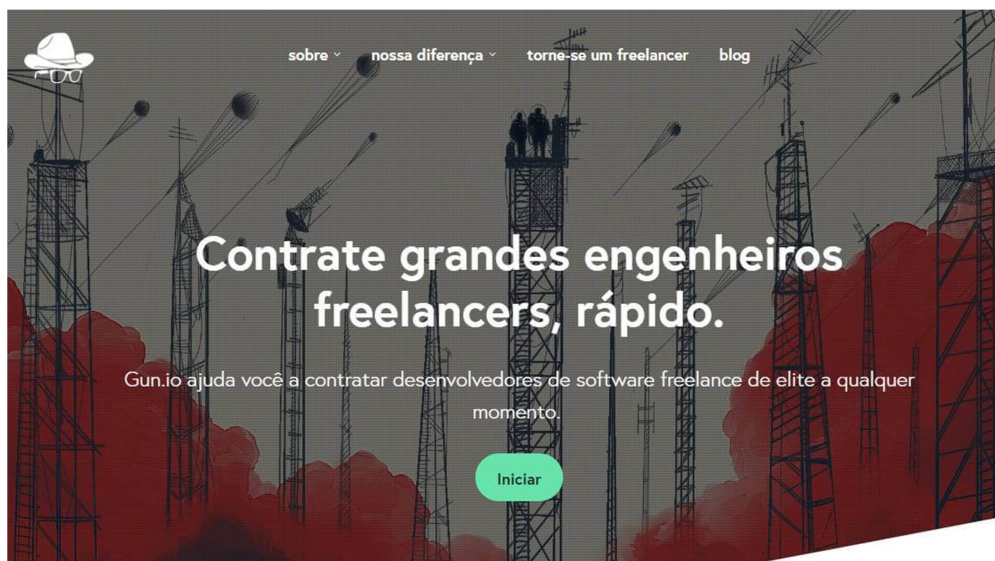 sobre
nossa diferença
torne-se um freelancer
blog
Contrate grandes engenheiros
freelancers, rápido.
Gun.io ajuda você a contratar desenvolvedores de software freelance de elite a qualquer
momento.
Iniciar